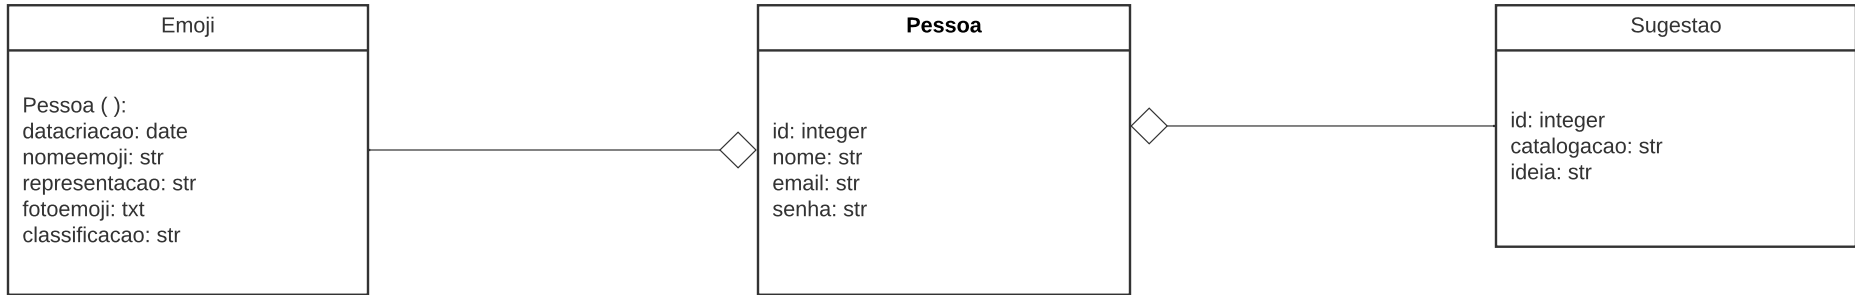 Emoji
Pessoa ( ):
datacriacao: date
nomeemoji: str
representacao: str
fotoemoji: txt
classificacao: str
Pessoa
id: integer
nome: str
email: str
senha: str
Sugestao
id: integer
catalogacao: str
ideia: str